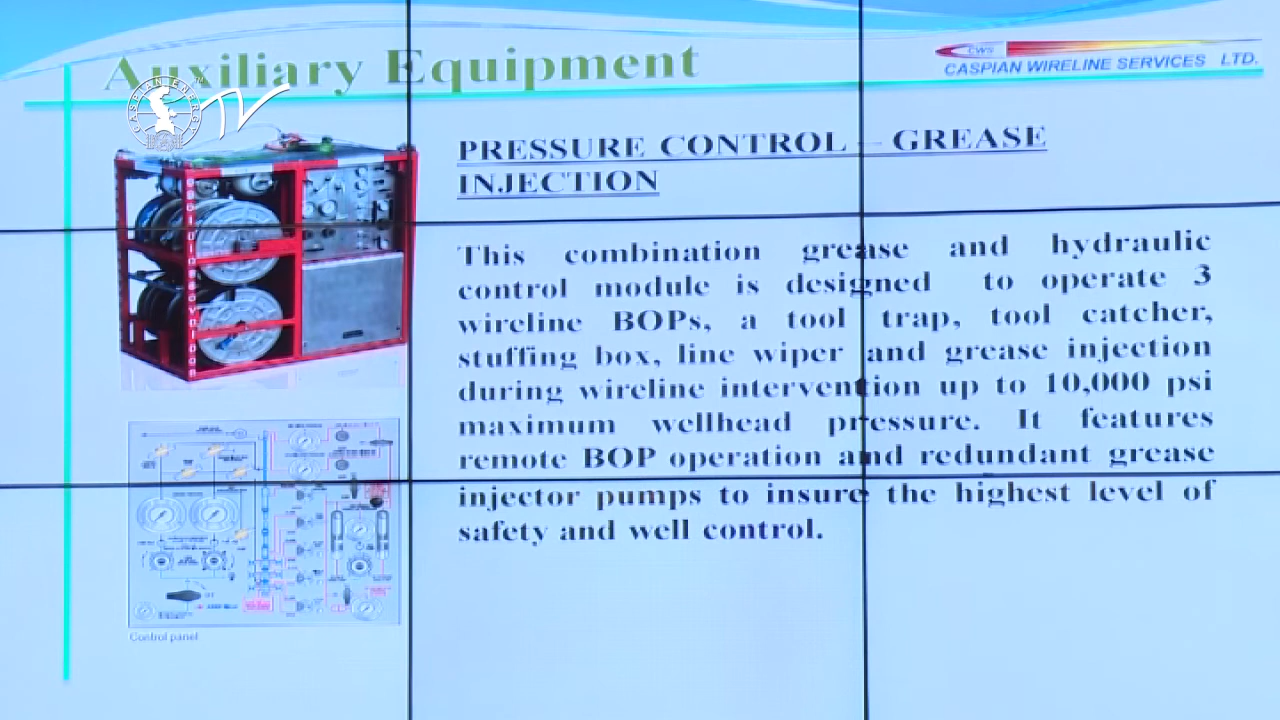 Auxiliary Equipment
CWS
CASPIAN WIRELINE SERVICES LTD.
CASPIAN ENERGY
TV
PRESSURE CONTROL – GREASE
INJECTION
This combination grease and hydraulic
control module is designed to operate 3
wireline BOPs, a tool trap, tool catcher,
stuffing box, line wiper and grease injection
during wireline intervention up to 10,000 psi
maximum wellhead pressure. It features
remote BOP operation and redundant grease
injector pumps to insure the highest level of
safety and well control.
Control panel